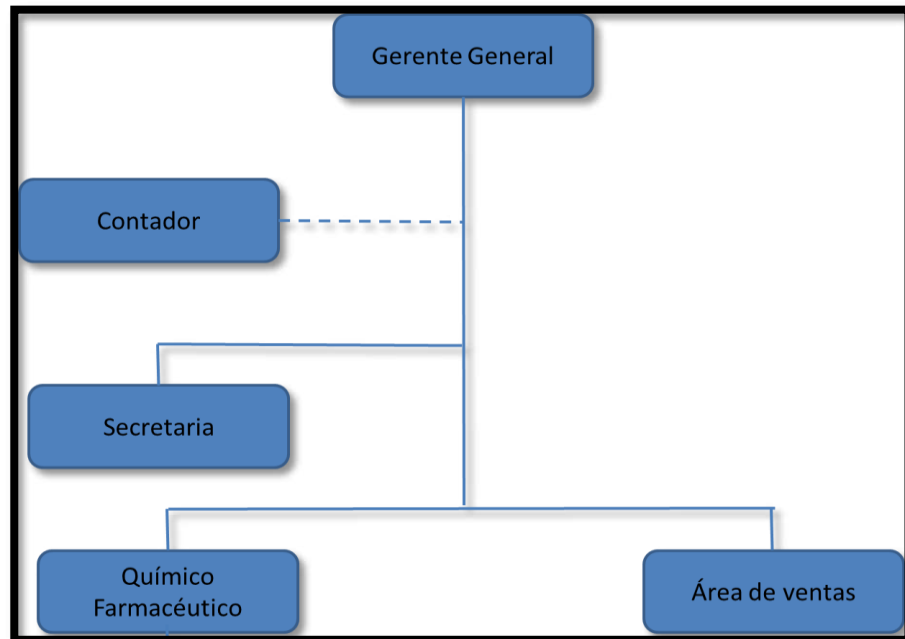 Gerente General
Contador
Secretaria
Químico
Farmacéutico
Área de ventas